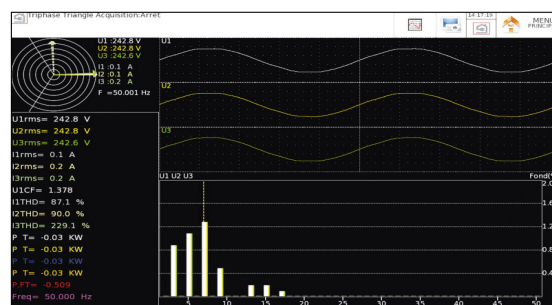 Triphase Triangle Acquisition:Arret
14:17:19
MENU
PRINCIP
U1 :242.8 V
U2 :242.8 V
U3 :242.6 V
I1 :0.1 A
I2 :0.1 A
I3 :0.2 A
F =50.001 Hz
U1
U2
U3
U1rms= 242.8 V
U2rms= 242.8 V
U3rms= 242.6 V
I1rms= 0.1 A
I2rms= 0.2 A
I3rms= 0.2 A
U1CF= 1.378
I1THD= 87.1 %
I2THD= 90.0 %
I3THD= 229.1 %
P T= -0.03 KW
P T= -0.03 KW
P T= -0.03 KW
P T= -0.03 KW
P.FT= -0.509
Freq= 50.000 Hz
U1 U2 U3
Fond(%
2.0
1.6
1.2
0.8
0.4
5 10 15 20 25 30 35 40 45 50